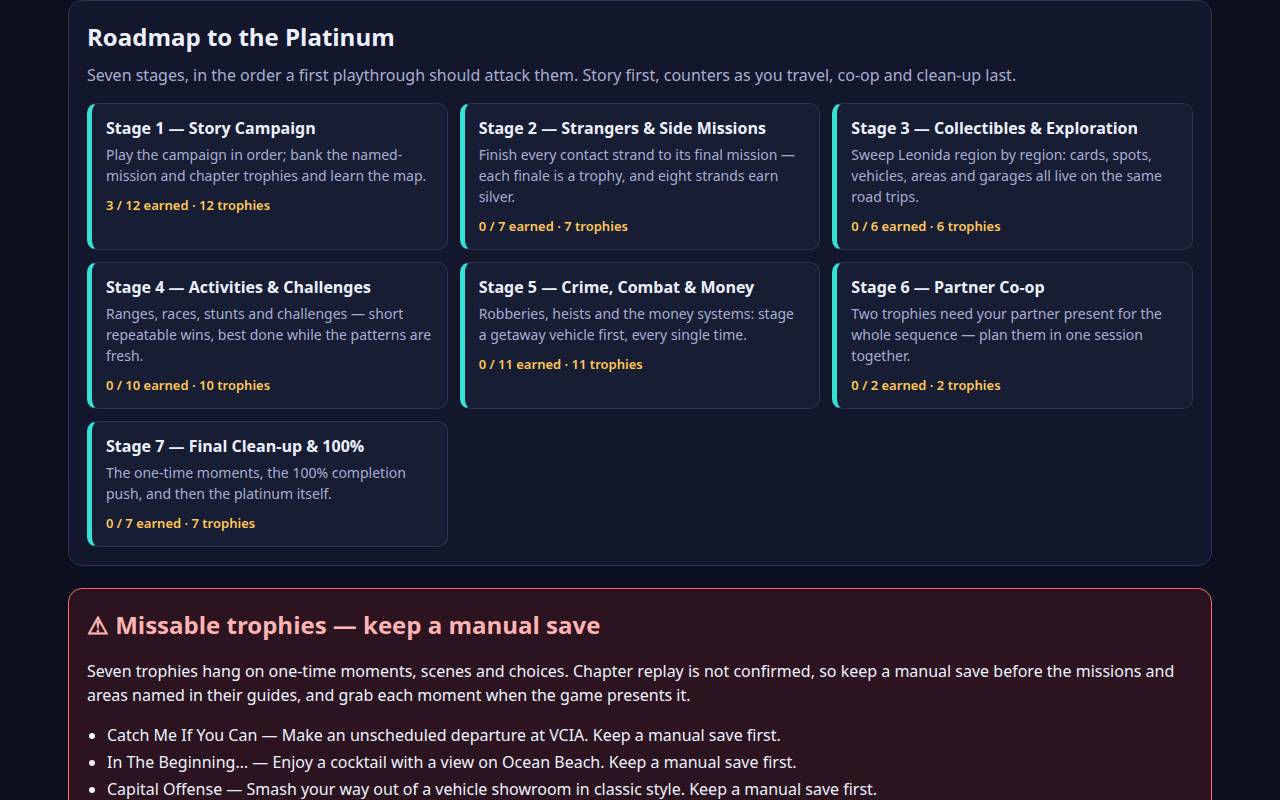 Roadmap to the Platinum
Seven stages, in the order a first playthrough should attack them. Story first, counters as you travel, co-op and clean-up last.
Stage 1 — Story Campaign
Play the campaign in order; bank the named-
mission and chapter trophies and learn the map.
3 / 12 earned · 12 trophies
Stage 2 — Strangers & Side Missions
Finish every contact strand to its final mission —
each finale is a trophy, and eight strands earn
silver.
0 / 7 earned · 7 trophies
Stage 3 — Collectibles & Exploration
Sweep Leonida region by region: cards, spots,
vehicles, areas and garages all live on the same
road trips.
0 / 6 earned · 6 trophies
Stage 4 — Activities & Challenges
Ranges, races, stunts and challenges — short
repeatable wins, best done while the patterns are
fresh.
0 / 10 earned · 10 trophies
Stage 5 — Crime, Combat & Money
Robberies, heists and the money systems: stage
a getaway vehicle first, every single time.
0 / 11 earned · 11 trophies
Stage 6 — Partner Co-op
Two trophies need your partner present for the
whole sequence — plan them in one session
together.
0 / 2 earned · 2 trophies
Stage 7 — Final Clean-up & 100%
The one-time moments, the 100% completion
push, and then the platinum itself.
0 / 7 earned · 7 trophies
⚠ Missable trophies — keep a manual save
Seven trophies hang on one-time moments, scenes and choices. Chapter replay is not confirmed, so keep a manual save before the missions and
areas named in their guides, and grab each moment when the game presents it.
• Catch Me If You Can — Make an unscheduled departure at VCIA. Keep a manual save first.
• In The Beginning... — Enjoy a cocktail with a view on Ocean Beach. Keep a manual save first.
• Capital Offense — Smash your way out of a vehicle showroom in classic style. Keep a manual save first.